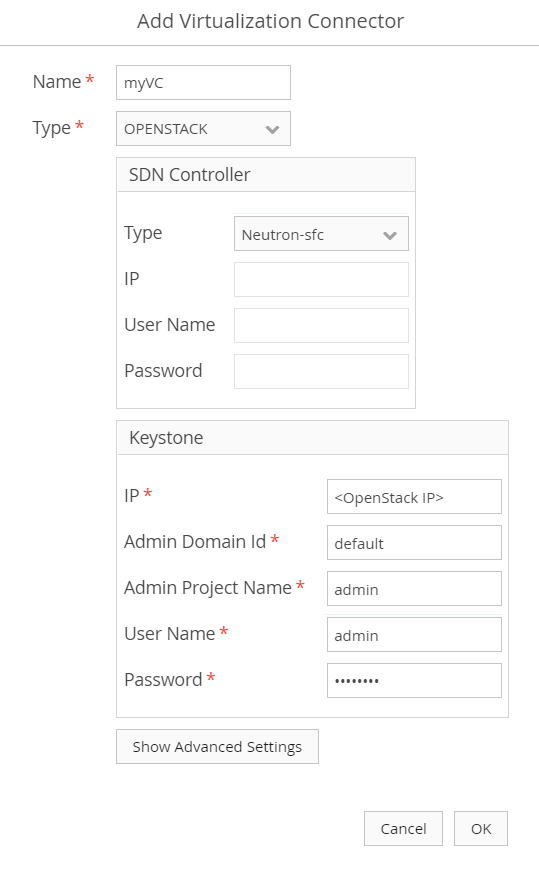 Add Virtualization Connector
Name * myVC
Type * OPENSTACK
SDN Controller
Type Neutron-sfc
IP
User Name
Password
Keystone
IP * <OpenStack IP>
Admin Domain Id * default
Admin Project Name * admin
User Name * admin
Password * ••••••••
Show Advanced Settings
Cancel OK